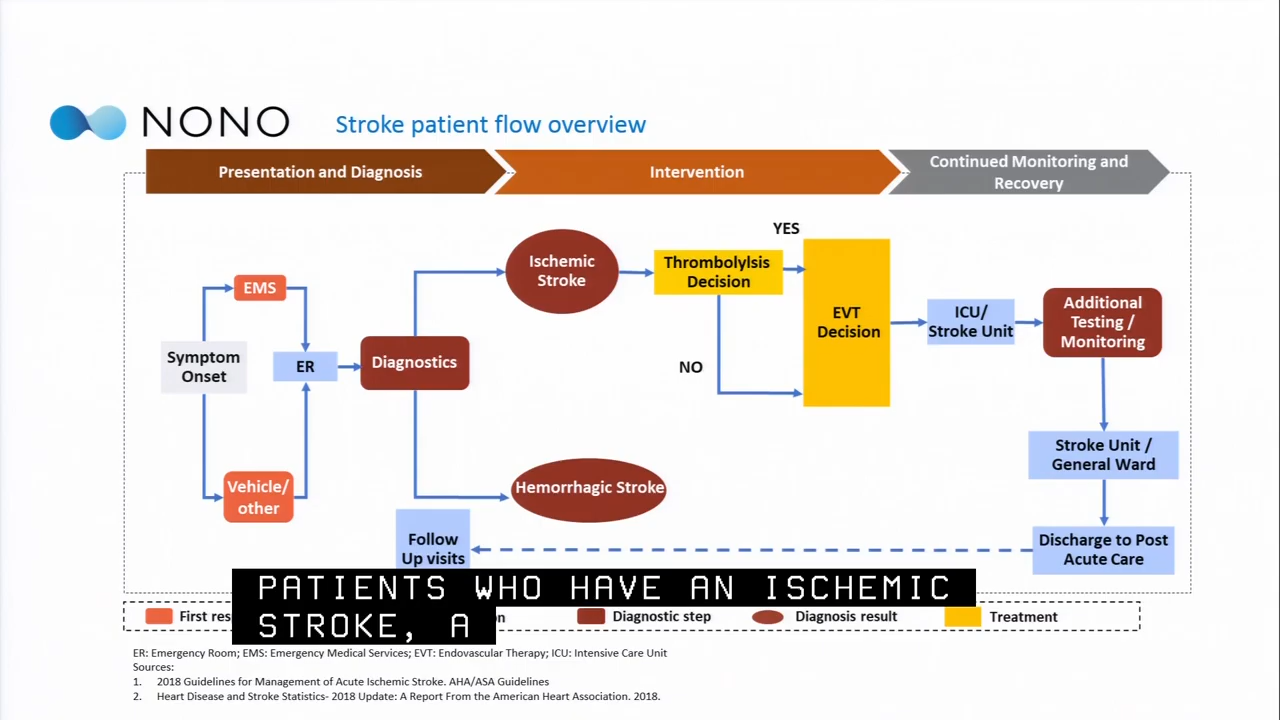 NONO
Stroke patient flow overview
Presentation and Diagnosis
Intervention
Continued Monitoring and
Recovery
YES
Ischemic
Stroke
Thrombolylsis
Decision
EMS
EVT
Decision
ICU/
Stroke Unit
Additional
Testing /
Monitoring
Symptom
Onset
ER
Diagnostics
NO
Stroke Unit /
General Ward
Vehicle/
other
Hemorrhagic Stroke
Follow
Up visits
Discharge to Post
Acute Care
PATIENTS WHO HAVE AN ISCHEMIC
STROKE, A
First
Diagnostic step
Diagnosis result
Treatment
ER: Emergency Room; EMS: Emergency Medical Services; EVT: Endovascular Therapy; ICU: Intensive Care Unit
Sources:
1. 2018 Guidelines for Management of Acute Ischemic Stroke. AHA/ASA Guidelines
2. Heart Disease and Stroke Statistics- 2018 Update: A Report From the American Heart Association. 2018.